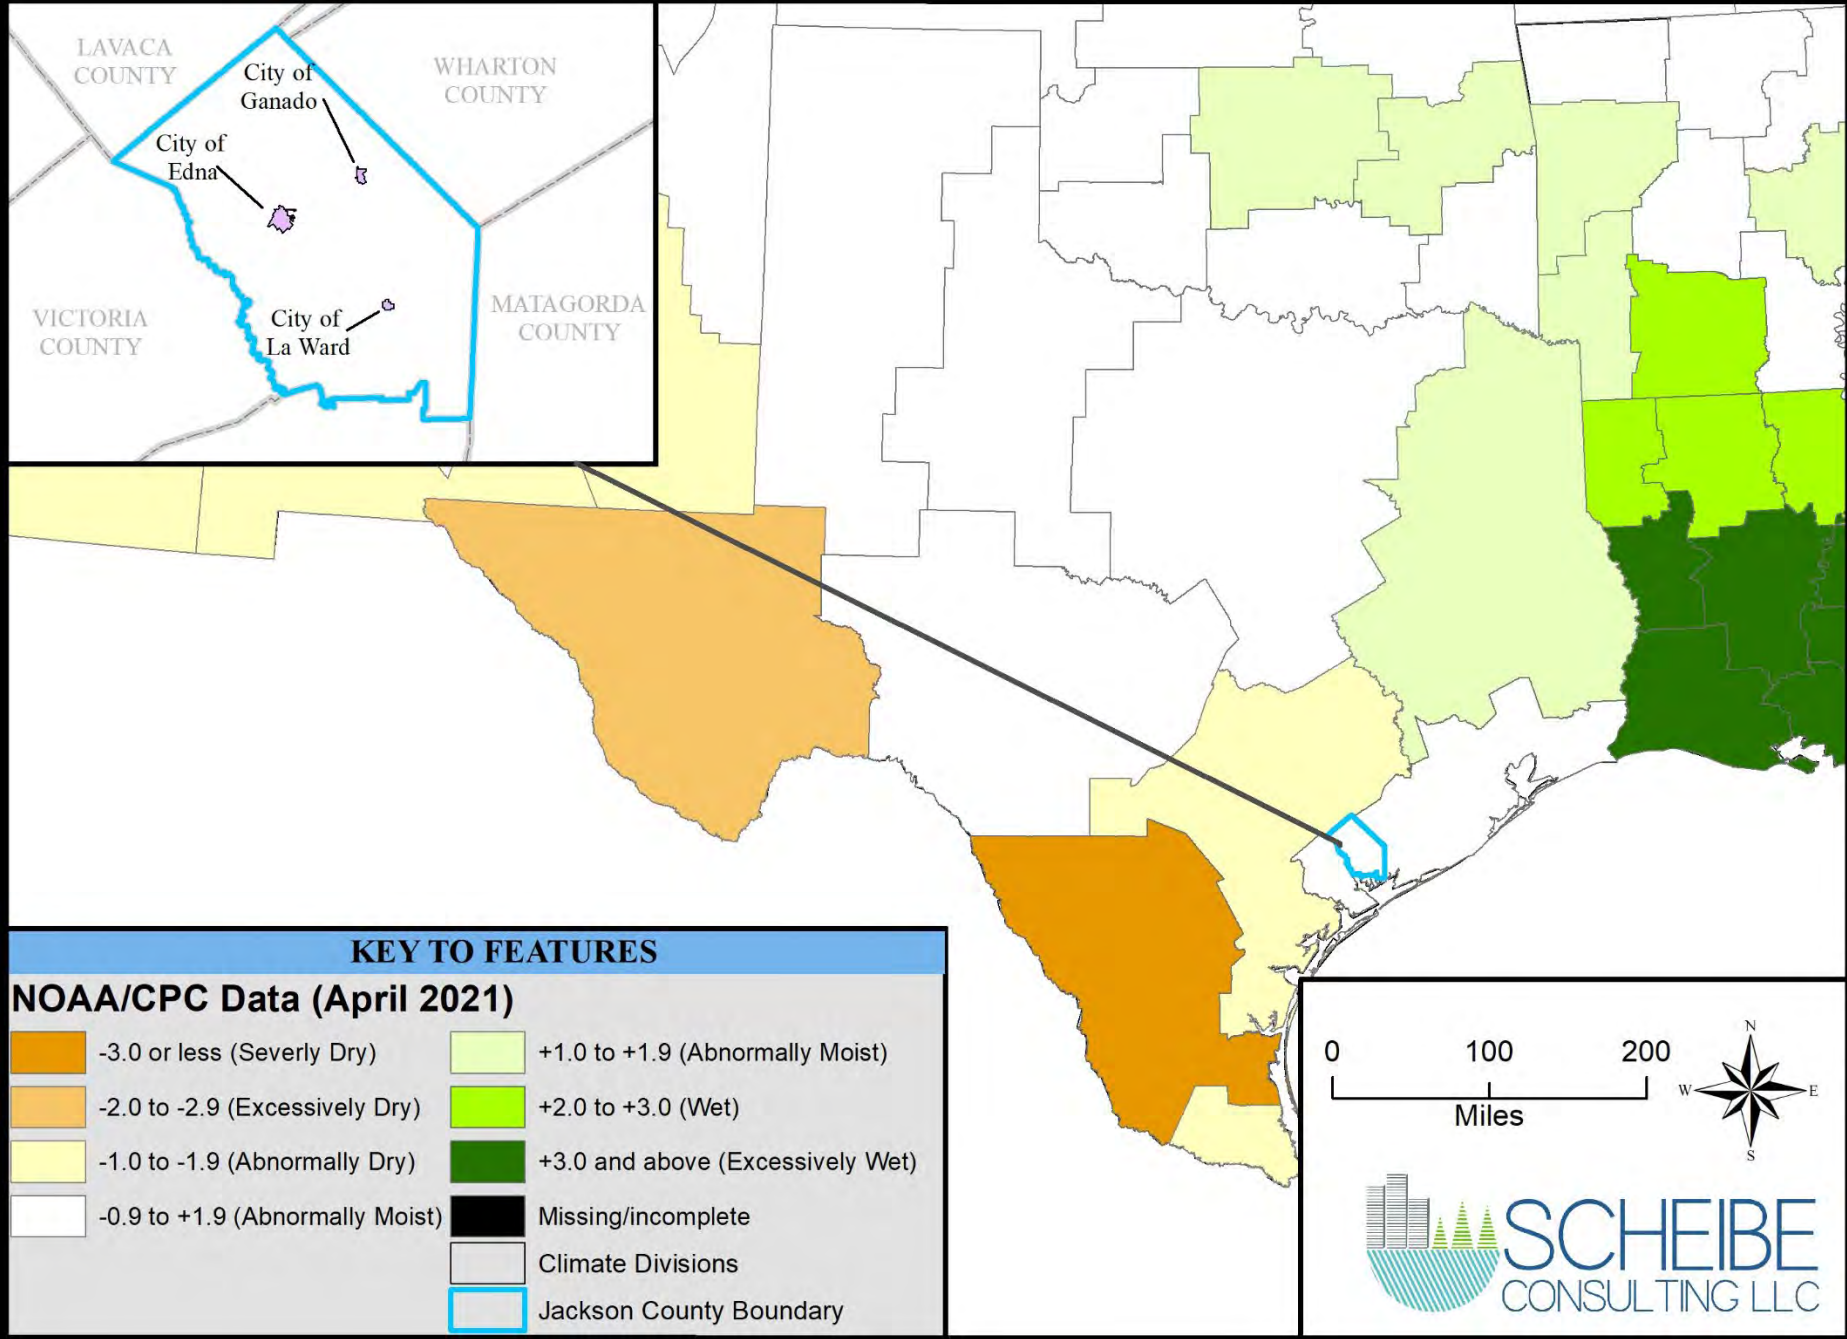 LAVACA
COUNTY
City of
Ganado
WHARTON
COUNTY
City of
Edna
VICTORIA
COUNTY
City of
La Ward
MATAGORDA
COUNTY
KEY TO FEATURES
NOAA/CPC Data (April 2021)
-3.0 or less (Severly Dry)
-2.0 to -2.9 (Excessively Dry)
-1.0 to -1.9 (Abnormally Dry)
-0.9 to +1.9 (Abnormally Moist)
+1.0 to +1.9 (Abnormally Moist)
+2.0 to +3.0 (Wet)
+3.0 and above (Excessively Wet)
Missing/incomplete
Climate Divisions
Jackson County Boundary
0 100 200
Miles
N
W E
S
SCHEIBE
CONSULTING LLC